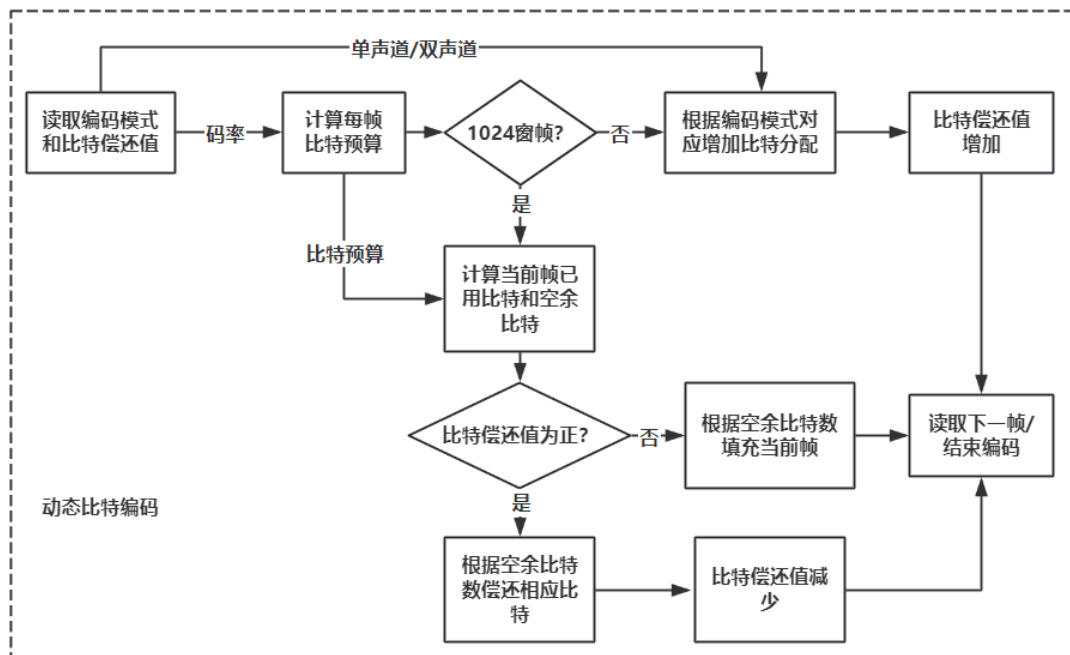 单声道/双声道
读取编码模式
和比特偿还值
码率
计算每帧
比特预算
1024窗帧?
否
根据编码模式对
应增加比特分配
比特偿还值
增加
是
比特预算
计算当前帧已
用比特和空余
比特
比特偿还值为正?
否
根据空余比特数
填充当前帧
读取下一帧/
结束编码
是
动态比特编码
根据空余比特
数偿还相应比
特
比特偿还值减
少